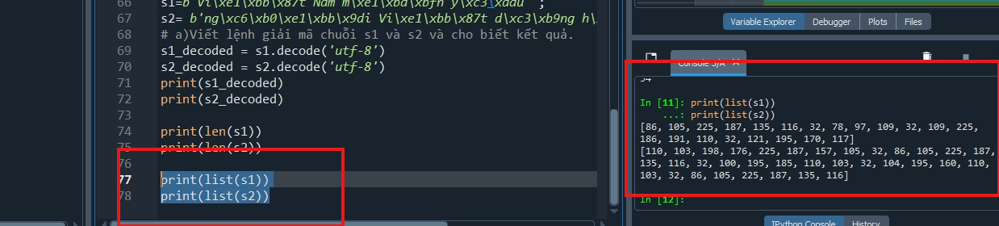 66
s1=b'Vi\xe1\xbb\x87t Nam m\xe1\xba\xbfn y\xc3\xaau';
67
s2= b'ng\xc6\xb0\xe1\xbb\x9di Vi\xe1\xbb\x87t d\xc3\xb9ng h\
68
# a)Viết lệnh giải mã chuỗi s1 và s2 và cho biết kết quả.
69
s1_decoded = s1.decode('utf-8')
70
s2_decoded = s2.decode('utf-8')
71
print(s1_decoded)
72
print(s2_decoded)
73
74
print(len(s1))
75
print(len(s2))
76
77
print(list(s1))
78
print(list(s2))
Variable Explorer
Debugger
Plots
Files
Console 5/A
34
In [11]: print(list(s1))
...: print(list(s2))
[86, 105, 225, 187, 135, 116, 32, 78, 97, 109, 32, 109, 225,
186, 191, 110, 32, 121, 195, 170, 117]
[110, 103, 198, 176, 225, 187, 157, 105, 32, 86, 105, 225, 187,
135, 116, 32, 100, 195, 185, 110, 103, 32, 104, 195, 160, 110,
103, 32, 86, 105, 225, 187, 135, 116]
In [12]:
IPython Console
History